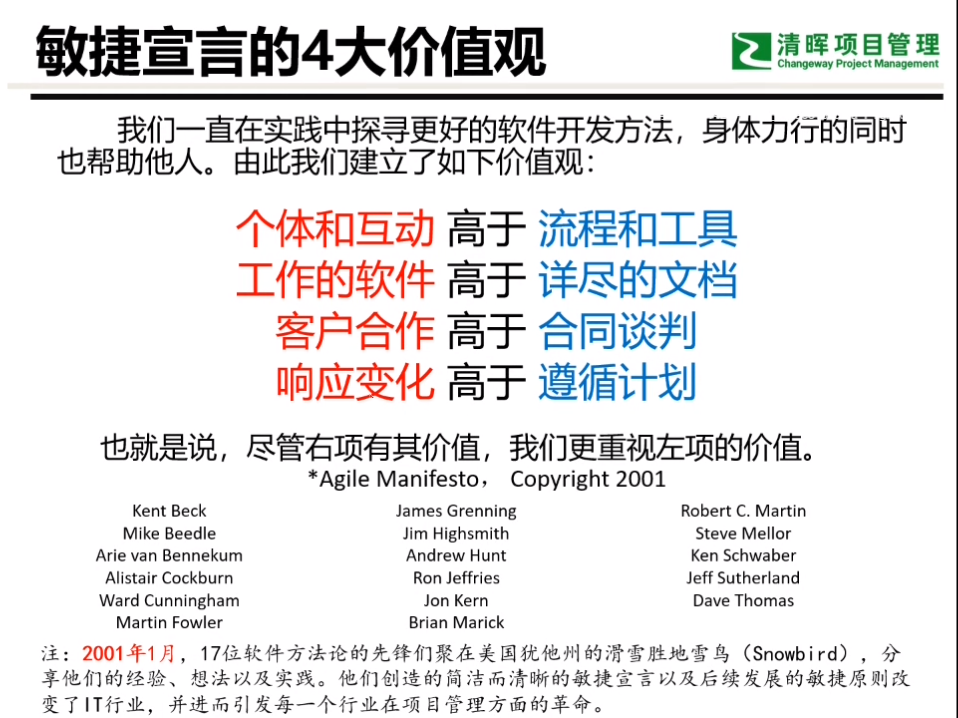 敏捷宣言的4大价值观
清晖项目管理
Changeway Project Management
我们一直在实践中探寻更好的软件开发方法，身体力行的同时
也帮助他人。由此我们建立了如下价值观：
个体和互动 高于 流程和工具
工作的软件 高于 详尽的文档
客户合作 高于 合同谈判
响应变化 高于 遵循计划
也就是说，尽管右项有其价值，我们更重视左项的价值。
*Agile Manifesto， Copyright 2001
Kent Beck
Mike Beedle
Arie van Bennekum
Alistair Cockburn
Ward Cunningham
Martin Fowler
James Grenning
Jim Highsmith
Andrew Hunt
Ron Jeffries
Jon Kern
Brian Marick
Robert C. Martin
Steve Mellor
Ken Schwaber
Jeff Sutherland
Dave Thomas
注：2001年1月，17位软件方法论的先锋们聚在美国犹他州的滑雪胜地雪鸟（Snowbird），分
享他们的经验、想法以及实践。他们创造的简洁而清晰的敏捷宣言以及后续发展的敏捷原则改
变了IT行业，并进而引发每一个行业在项目管理方面的革命。